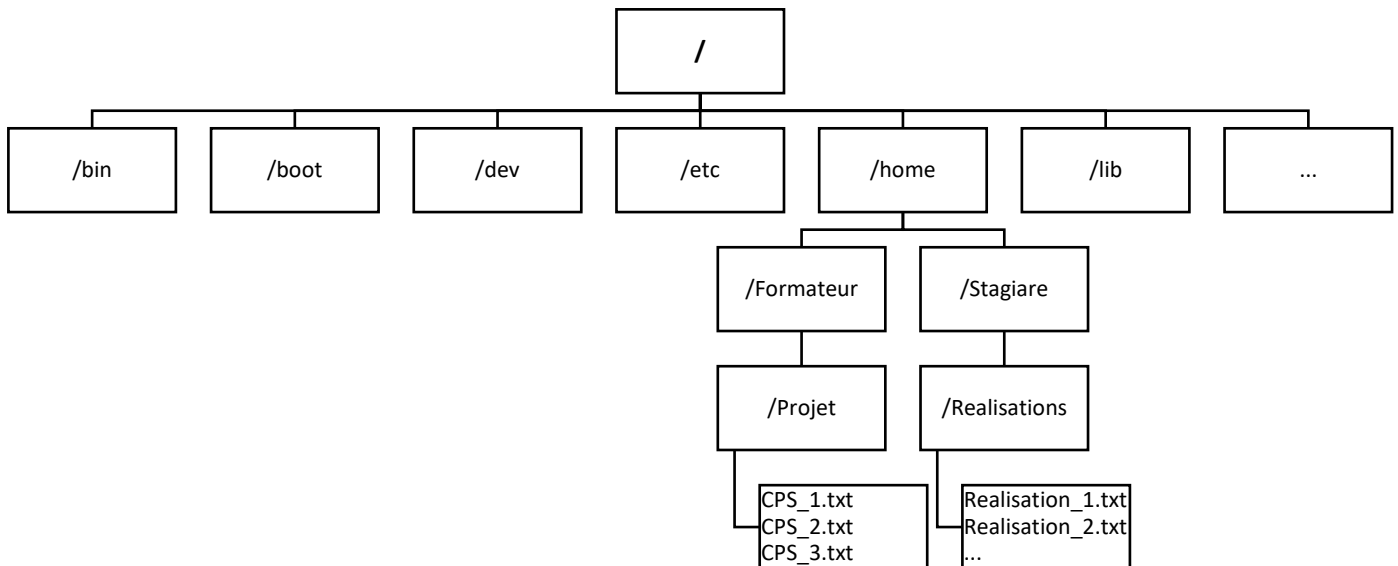 /
/bin
/boot
/dev
/etc
/home
/lib
...
/Formateur
/Stagiare
/Projet
/Realisations
CPS_1.txt
CPS_2.txt
CPS_3.txt
Realisation_1.txt
Realisation_2.txt
...